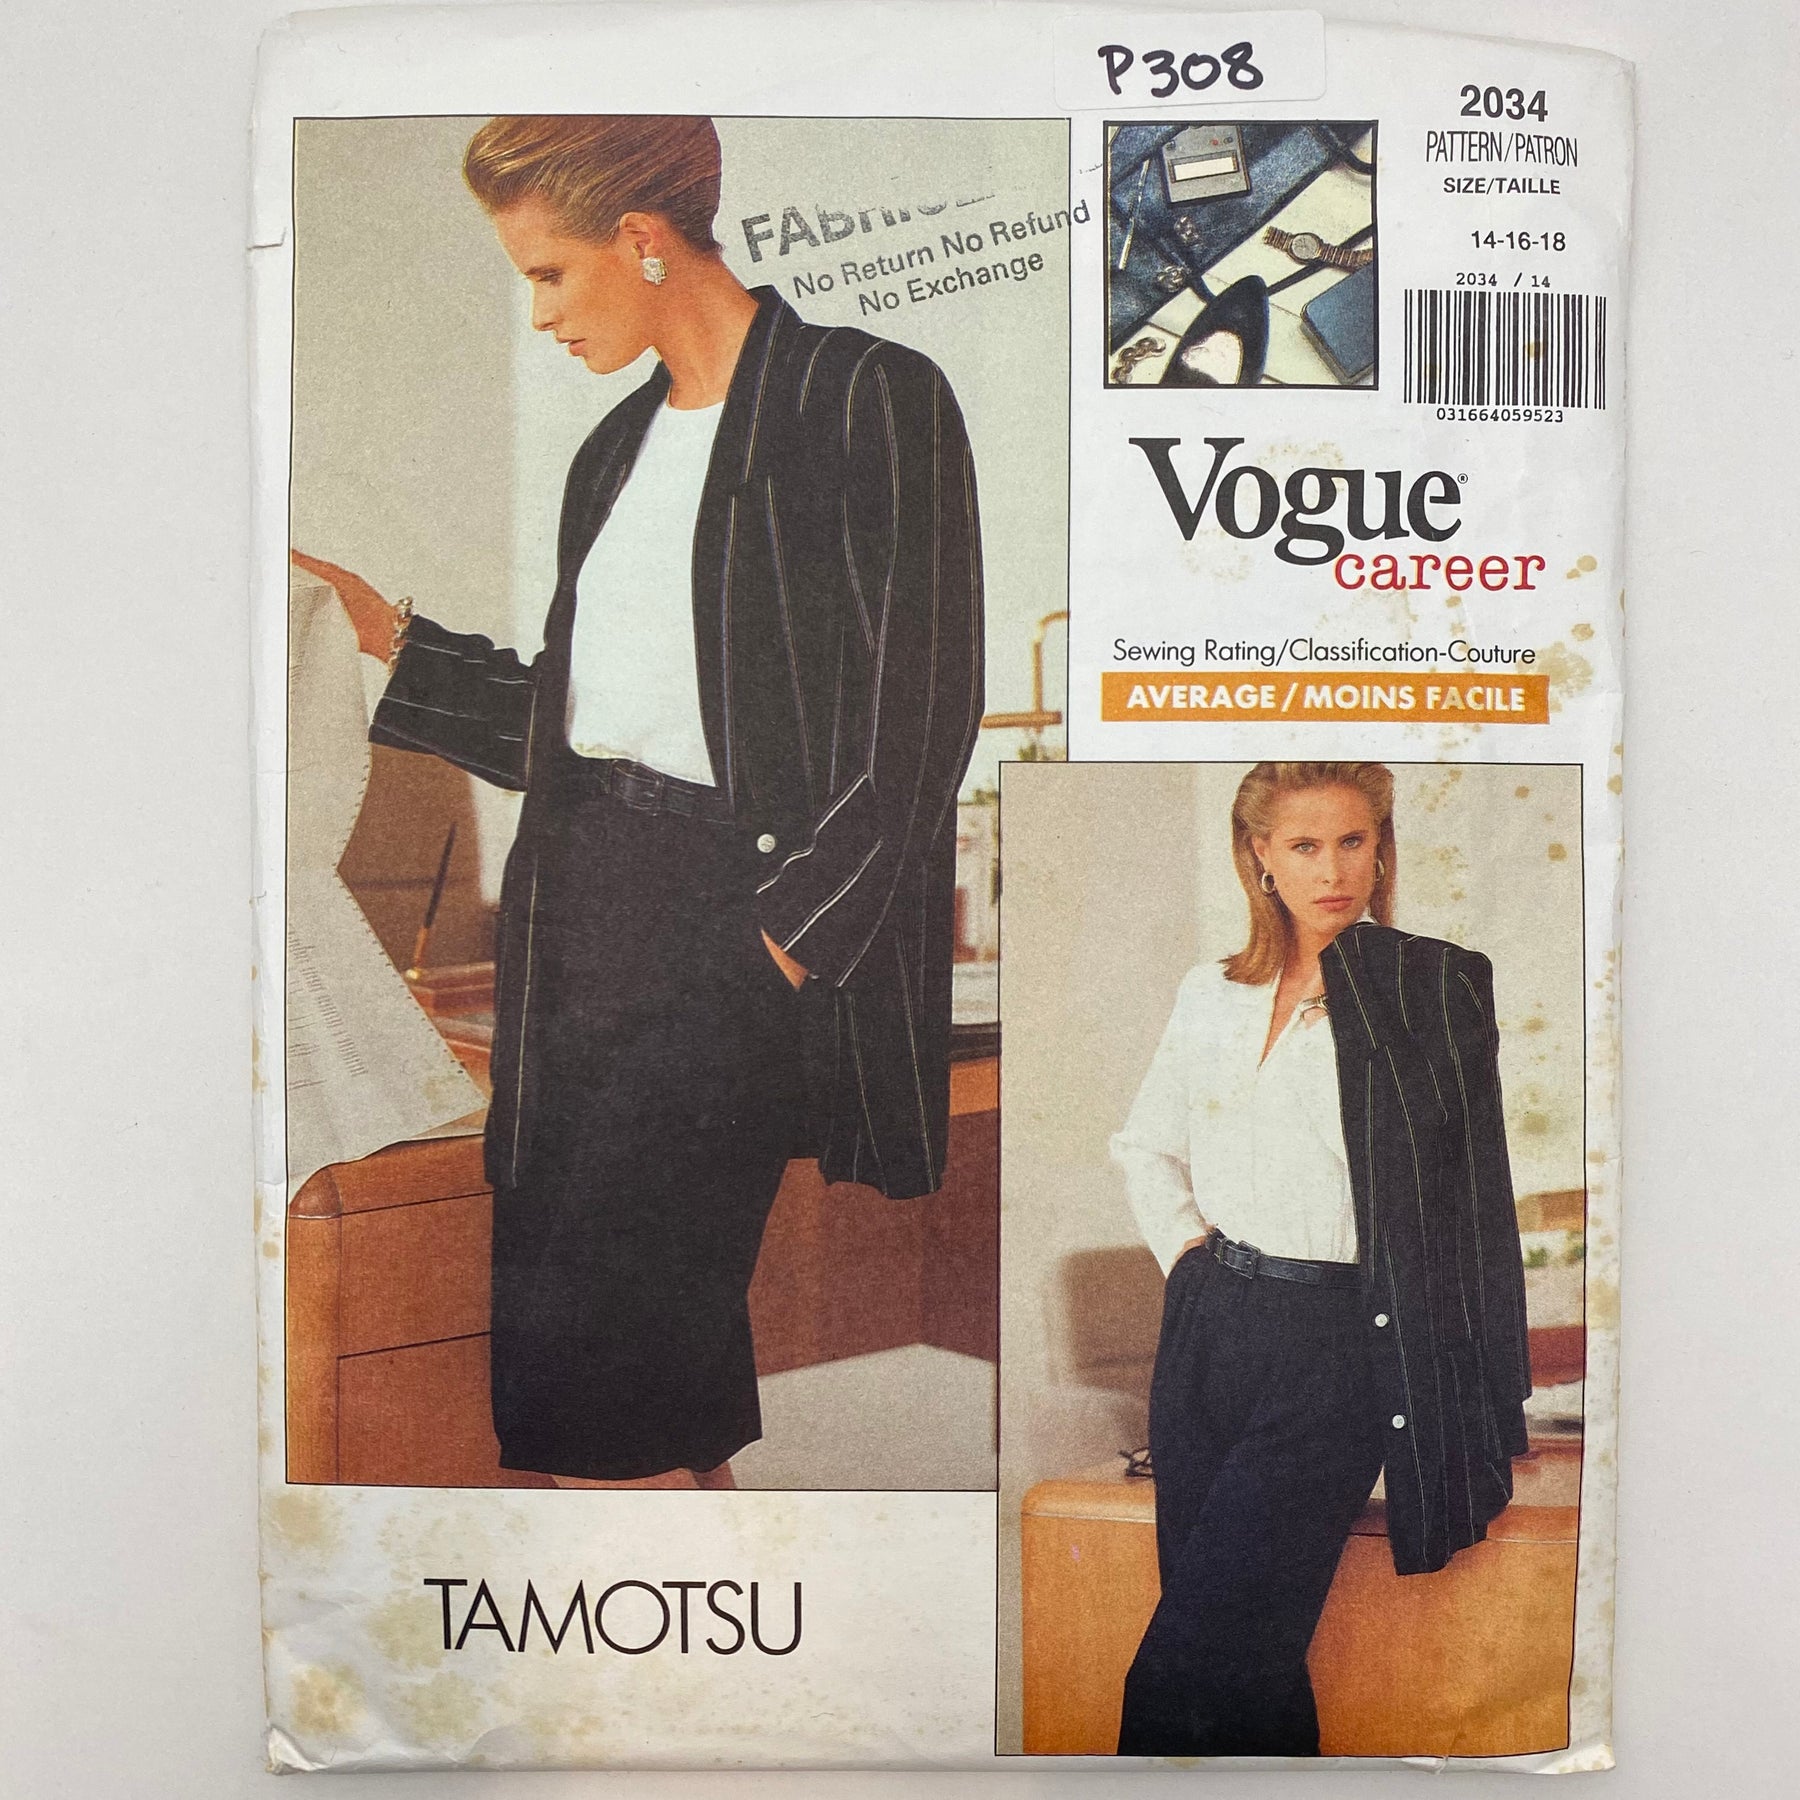 P308
2034
PATTERN/PATRON
SIZE/TAILLE
14-16-18
2034 / 14
031664059523
No Return No Refund
No Exchange
Vogue®
career
Sewing Rating/Classification-Couture
AVERAGE/MOINS FACILE
TAMOTSU